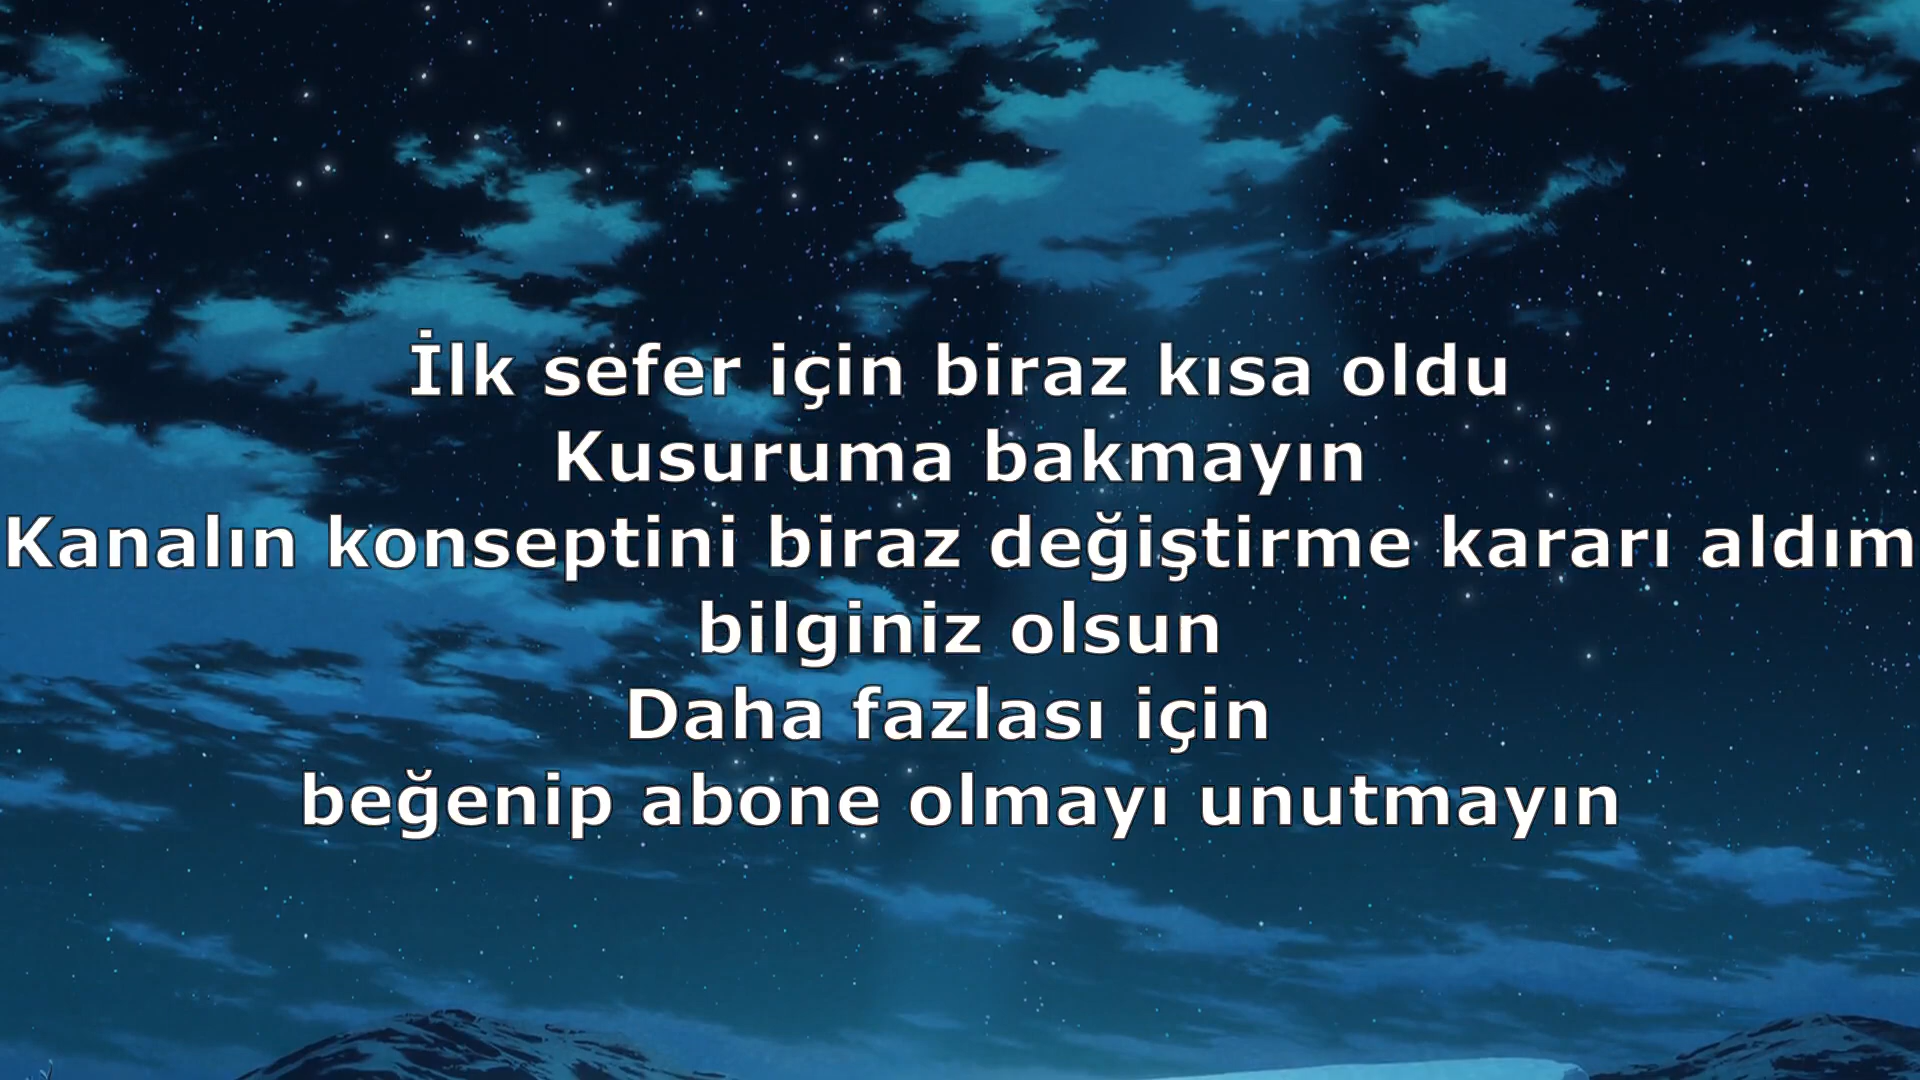 İlk sefer için biraz kısa oldu
Kusuruma bakmayın
Kanalın konseptini biraz değiştirme kararı aldım
bilginiz olsun
Daha fazlası için
beğenip abone olmayı unutmayın